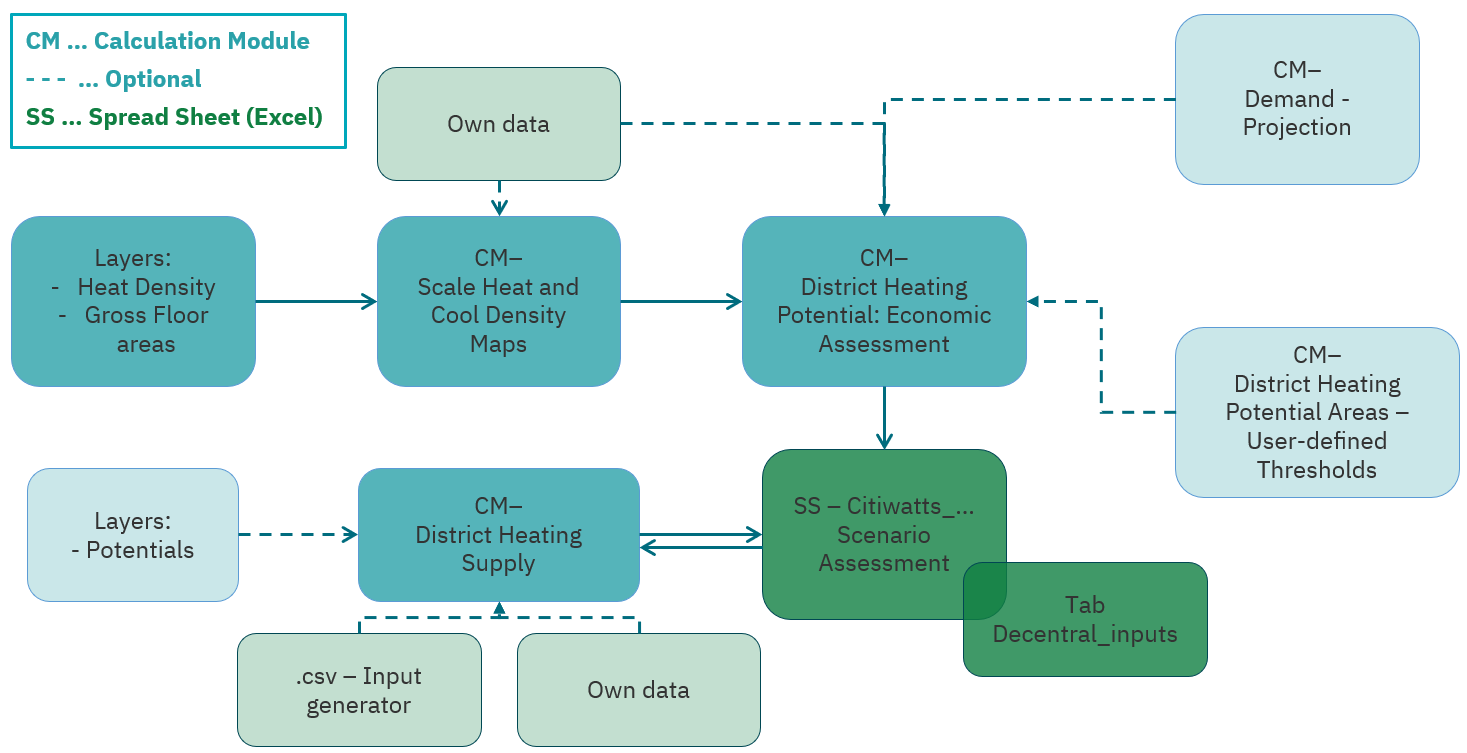 CM ... Calculation Module
- - - ... Optional
SS ... Spread Sheet (Excel)
Own data
CM–
Demand -
Projection
Layers:
- Heat Density
- Gross Floor
areas
CM–
Scale Heat and
Cool Density
Maps
CM–
District Heating
Potential: Economic
Assessment
CM–
District Heating
Potential Areas –
User-defined
Thresholds
Layers:
- Potentials
CM–
District Heating
Supply
SS – Citiwatts_...
Scenario
Assessment
Tab
Decentral_inputs
.csv – Input
generator
Own data